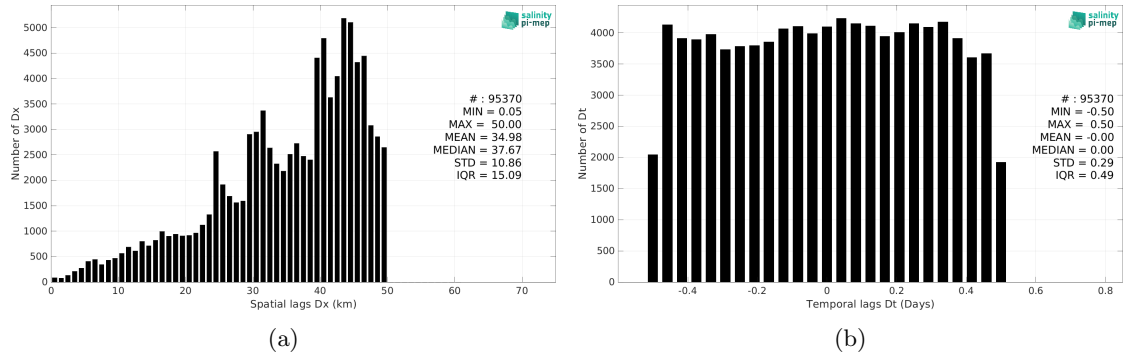 5000
4500
4000
3500
3000
2500
2000
1500
1000
500
0
Number of Dx
salinity
pi-mep
# : 95370
MIN = 0.05
MAX = 50.00
MEAN = 34.98
MEDIAN = 37.67
STD = 10.86
IQR = 15.09
0 10 20 30 40 50 60 70
Spatial lags Dx (km)
(a)
4000
3500
3000
2500
2000
1500
1000
500
0
Number of Dt
salinity
pi-mep
# : 95370
MIN = -0.50
MAX = 0.50
MEAN = -0.00
MEDIAN = 0.00
STD = 0.29
IQR = 0.49
-0.4 -0.2 0 0.2 0.4 0.6 0.8
Temporal lags Dt (Days)
(b)